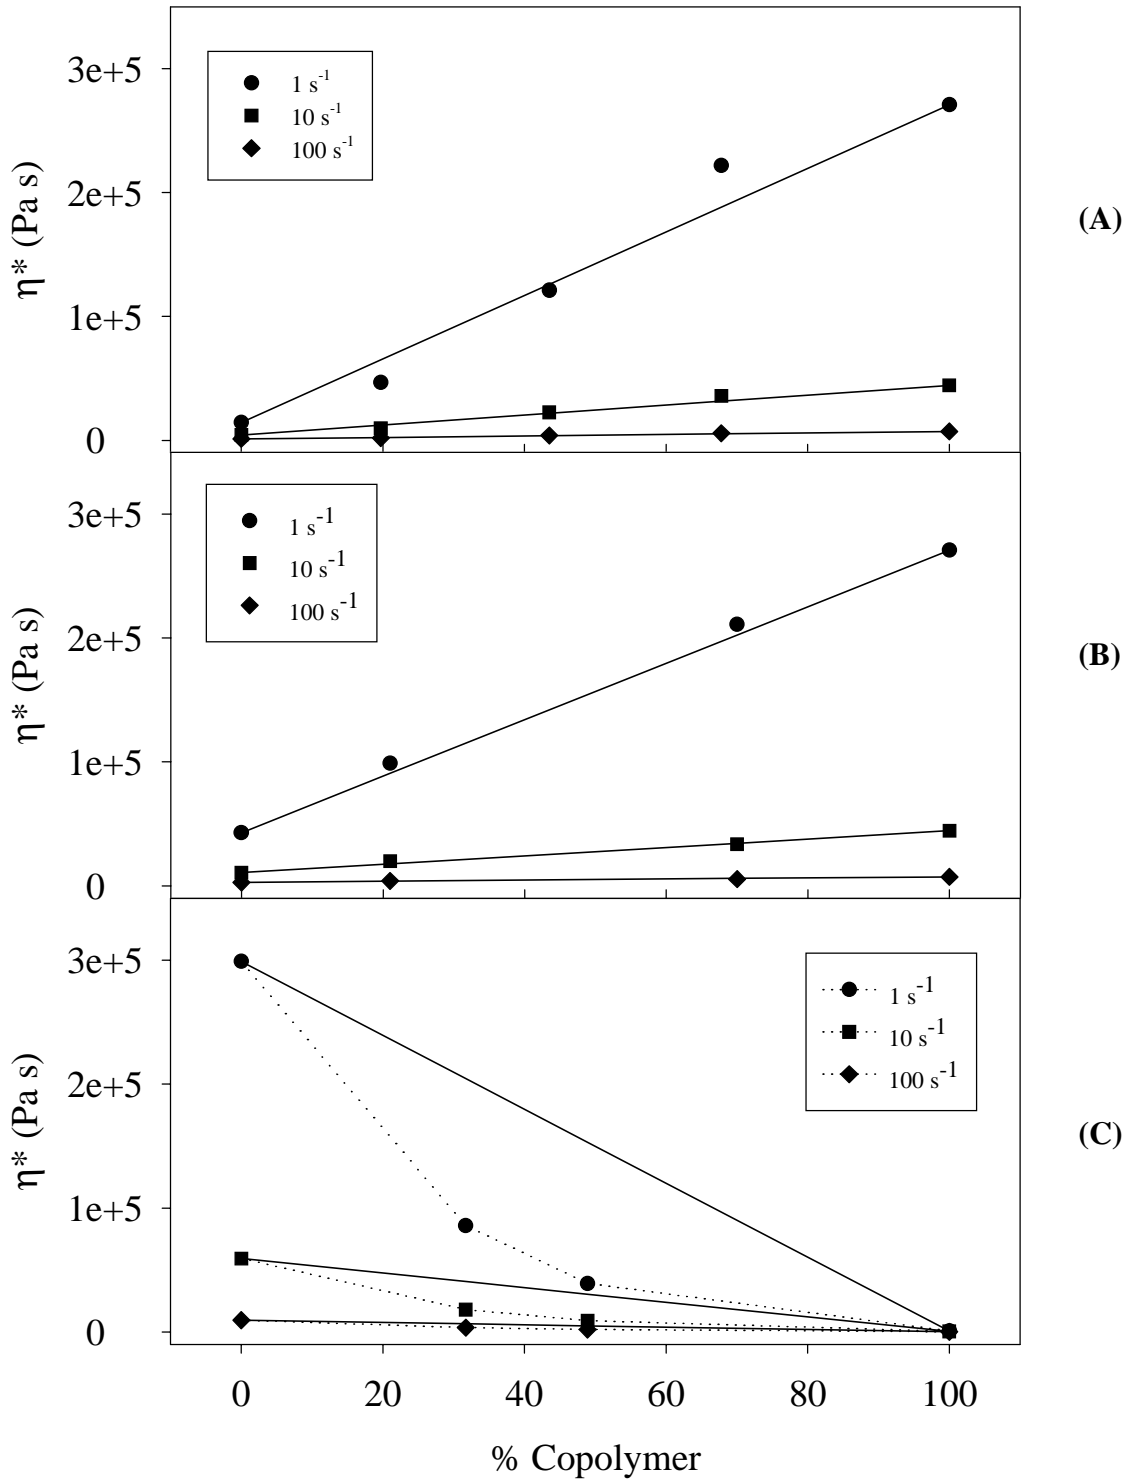 3e+5
2e+5
1e+5
0
η* (Pa s)
1 s⁻¹
10 s⁻¹
100 s⁻¹
(A)
3e+5
2e+5
1e+5
0
η* (Pa s)
1 s⁻¹
10 s⁻¹
100 s⁻¹
(B)
3e+5
2e+5
1e+5
0
η* (Pa s)
1 s⁻¹
10 s⁻¹
100 s⁻¹
(C)
0 20 40 60 80 100
% Copolymer